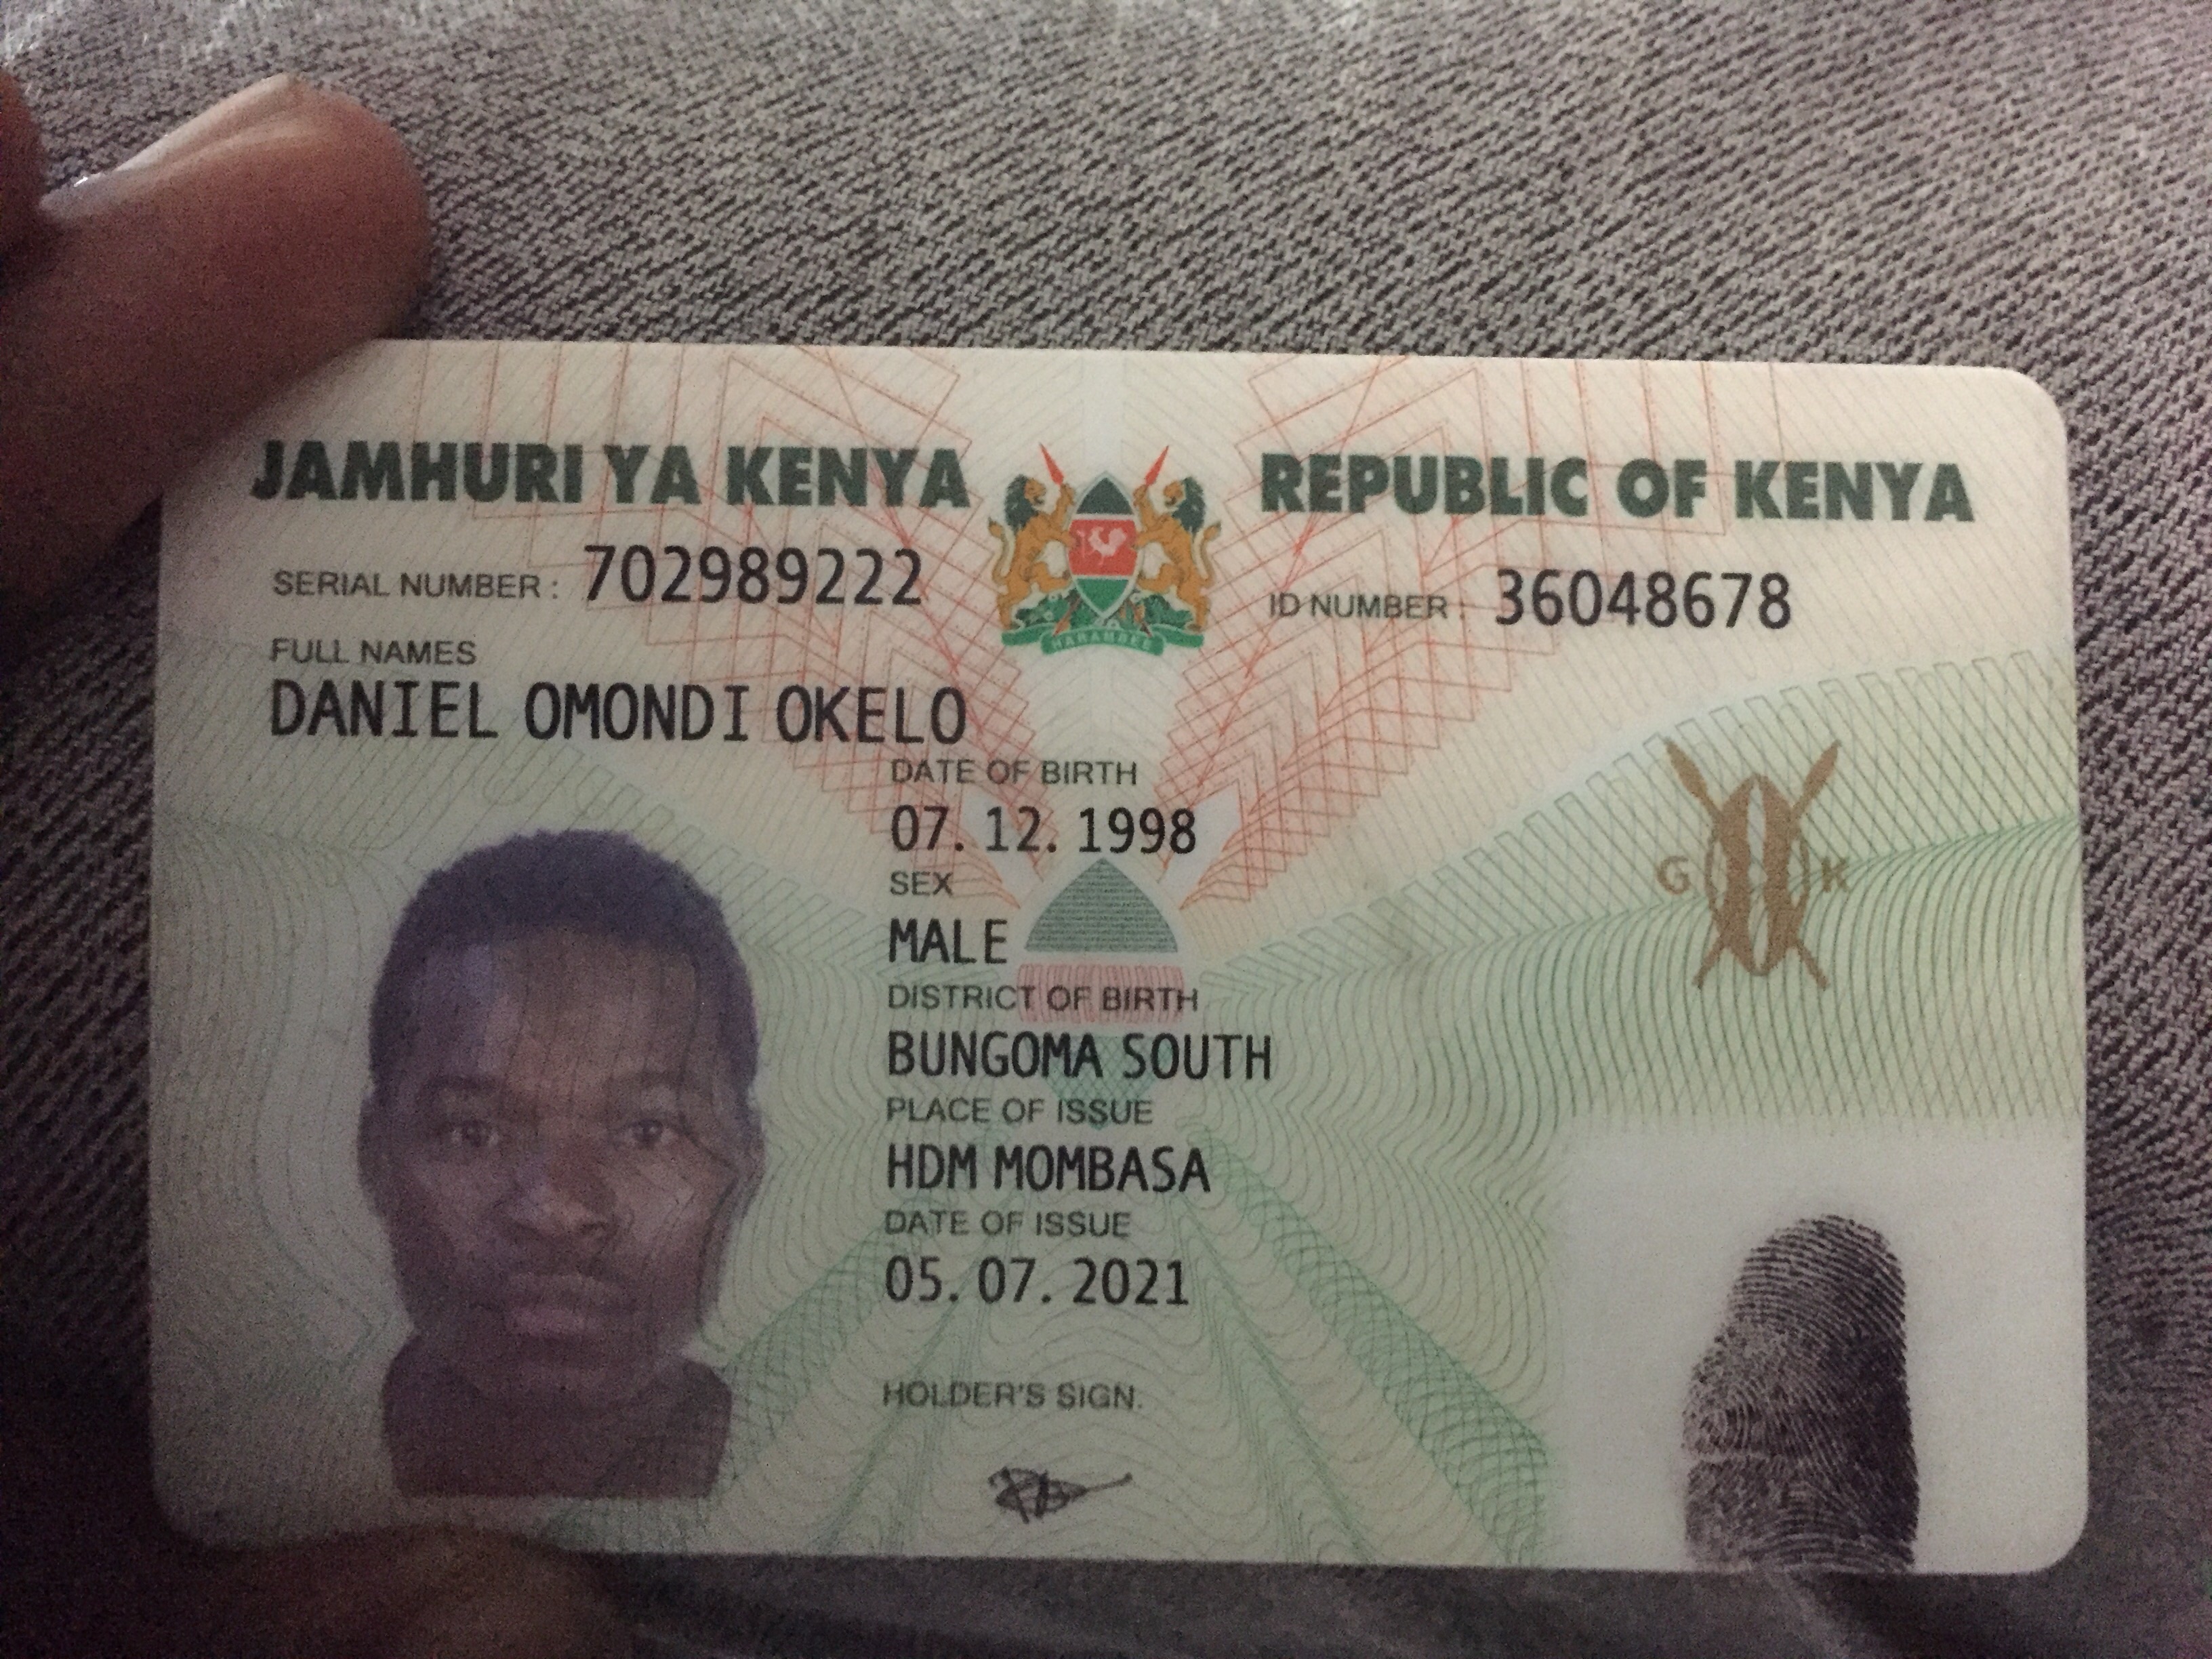 JAMHURI YA KENYA REPUBLIC OF KENYA
SERIAL NUMBER: 702989222 ID NUMBER: 360486678
FULL NAMES
DANIEL OMONDI OKELO
DATE OF BIRTH
07.12.1998
SEX
MALE
DISTRICT OF BIRTH
BUNGOMA SOUTH
PLACE OF ISSUE
HDM MOMBASA
DATE OF ISSUE
05.07.2021
HOLDER'S SIGN.
HARAMBEE
G K